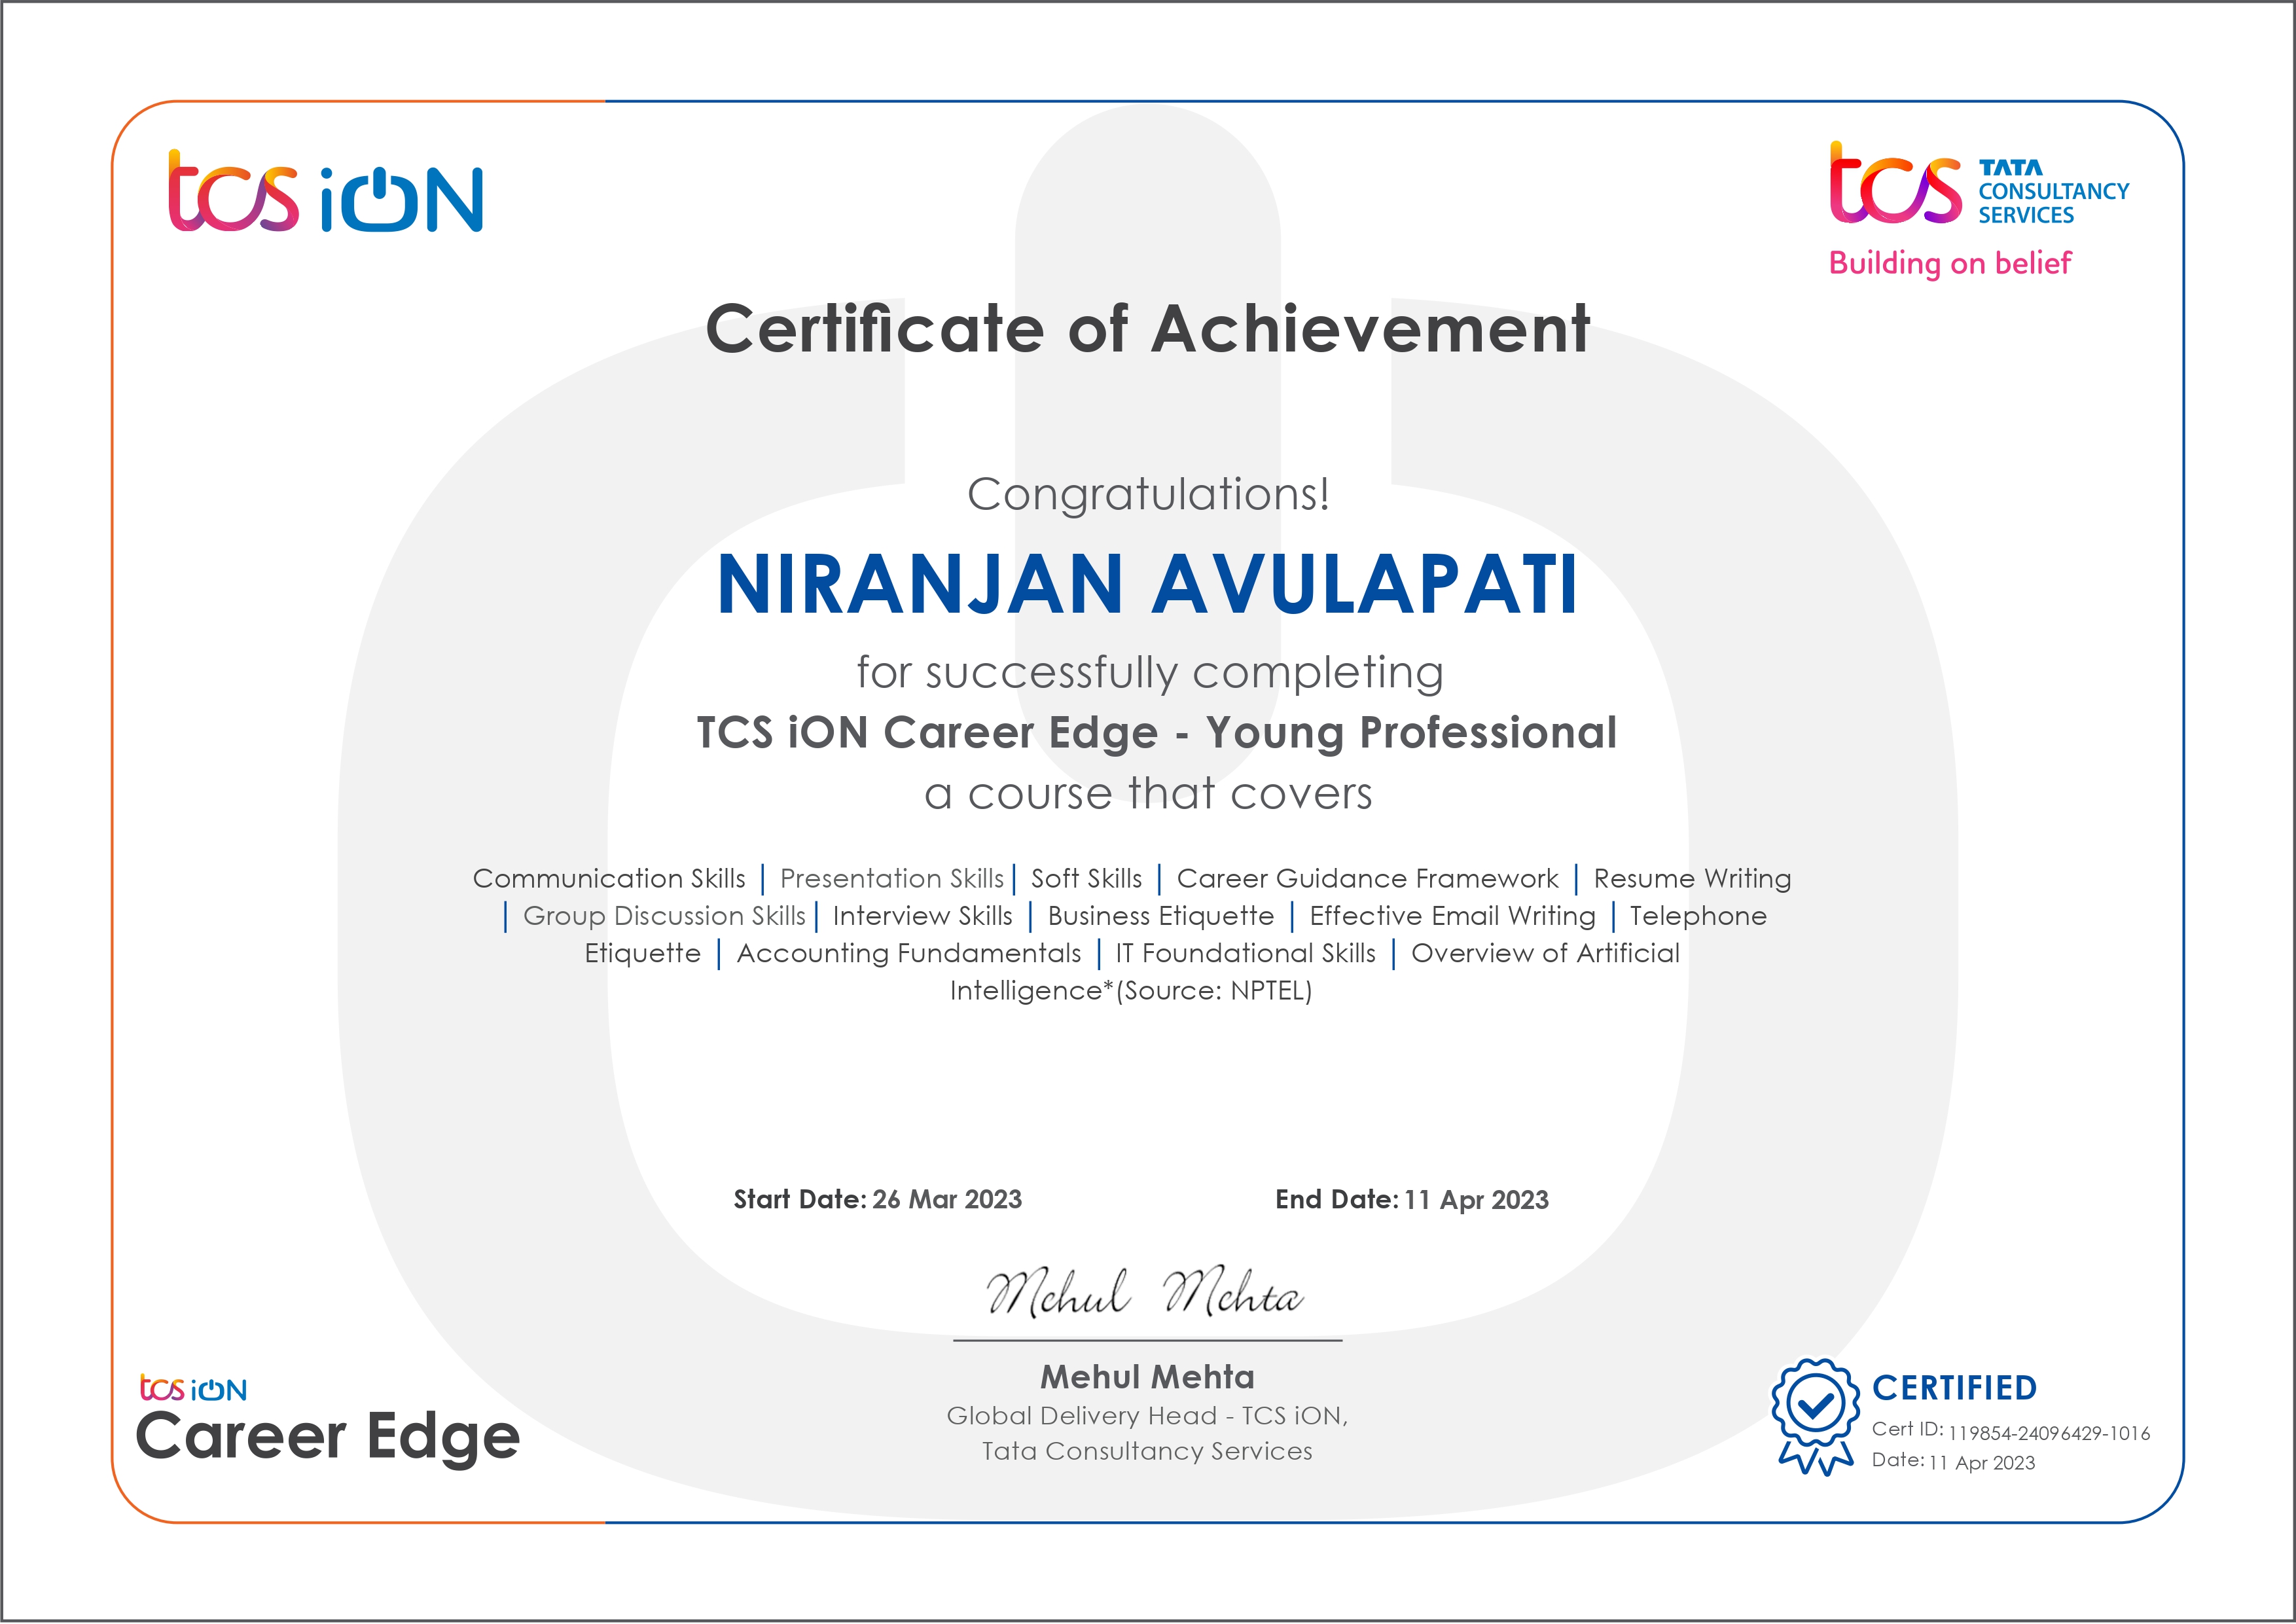 tcs iON
tcs TATA
CONSULTANCY
SERVICES
Building on belief
Certificate of Achievement
Congratulations!
NIRANJAN AVULAPATI
for successfully completing
TCS iON Career Edge - Young Professional
a course that covers
Communication Skills | Presentation Skills | Soft Skills | Career Guidance Framework | Resume Writing
| Group Discussion Skills | Interview Skills | Business Etiquette | Effective Email Writing | Telephone
Etiquette | Accounting Fundamentals | IT Foundational Skills | Overview of Artificial
Intelligence*(Source: NPTEL)
Start Date: 26 Mar 2023 End Date: 11 Apr 2023
Mehul Mehta
Mehul Mehta
Global Delivery Head - TCS iON,
Tata Consultancy Services
tcs iON
Career Edge
CERTIFIED
Cert ID: 119854-24096429-1016
Date: 11 Apr 2023